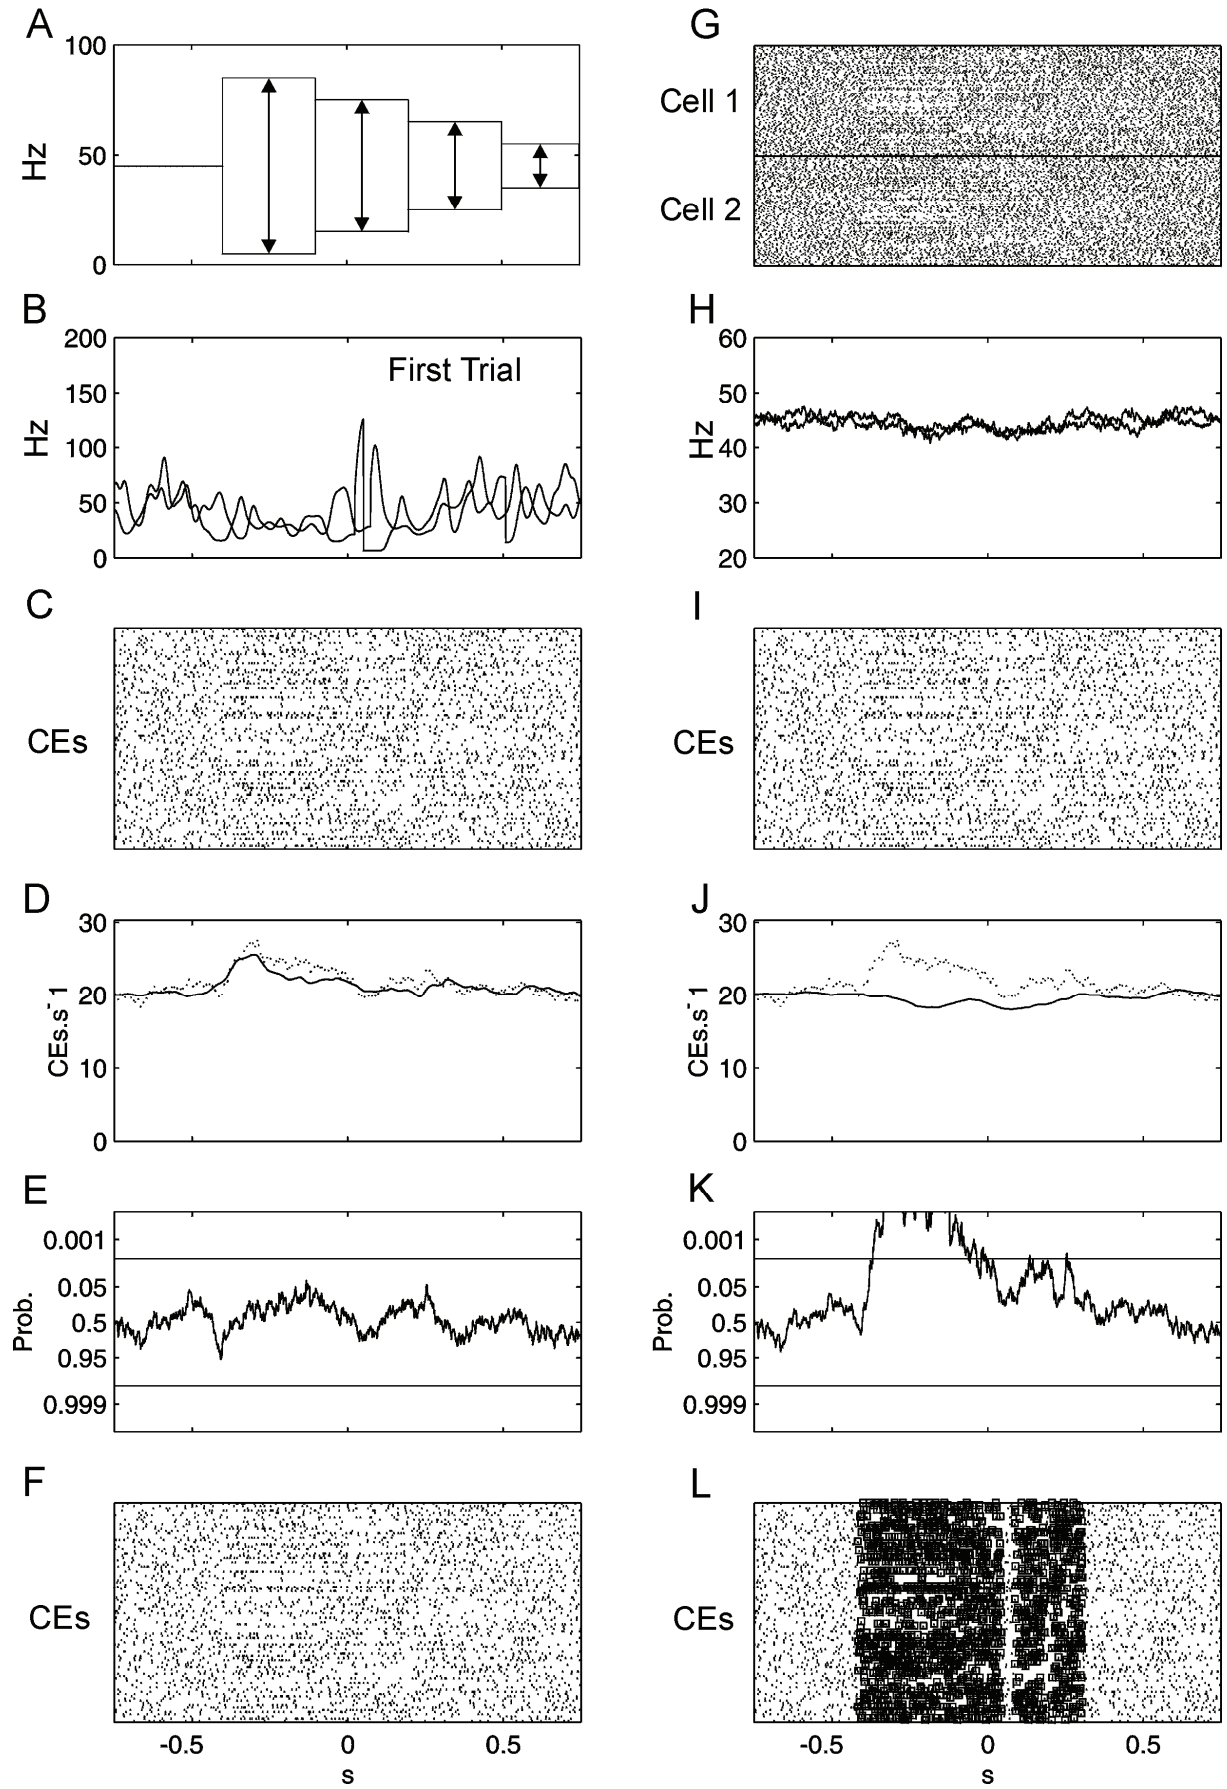 A
100
50
0
Hz
B
200
150
100
50
0
Hz
First Trial
C
CEs
D
30
20
10
0
CEs.s⁻1
E
0.001
0.05
0.5
0.95
0.999
Prob.
F
CEs
-0.5
0
0.5
s
G
Cell 1
Cell 2
H
60
50
40
30
20
Hz
I
CEs
J
30
20
10
0
CEs.s⁻1
K
0.001
0.05
0.5
0.95
0.999
Prob.
L
CEs
-0.5
0
0.5
s